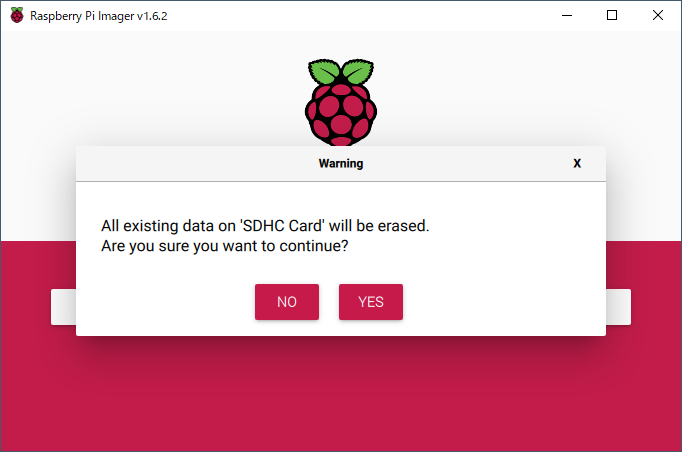 Raspberry Pi Imager v1.6.2
Warning
X
All existing data on 'SDHC Card' will be erased.
Are you sure you want to continue?
NO
YES